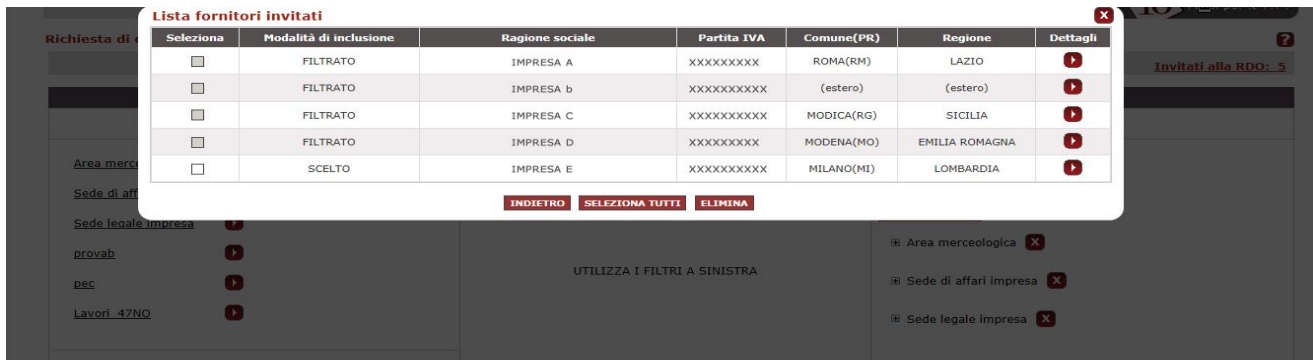 Lista fornitori invitati
Richiesta di
Seleziona Modalità di inclusione Ragione sociale Partita IVA Comune(PR) Regione Dettagli
FILTRATO IMPRESA A XXXXXXXXX ROMA(RM) LAZIO
Invitati alla RDO: 5
FILTRATO IMPRESA b XXXXXXXXXX (estero) (estero)
FILTRATO IMPRESA C XXXXXXXXXX MODICA(RG) SICILIA
FILTRATO IMPRESA D XXXXXXXXX MODENA(MO) EMILIA ROMAGNA
Area merce
SCELTO IMPRESA E XXXXXXXXXX MILANO(MI) LOMBARDIA
Sede di aff
INDIETRO SELEZIONA TUTTI ELIMINA
Sede legale impresa
Area merceologica
provab
UTILIZZA I FILTRI A SINISTRA
pec
Sede di affari impresa
Lavori_47NO
Sede legale impresa